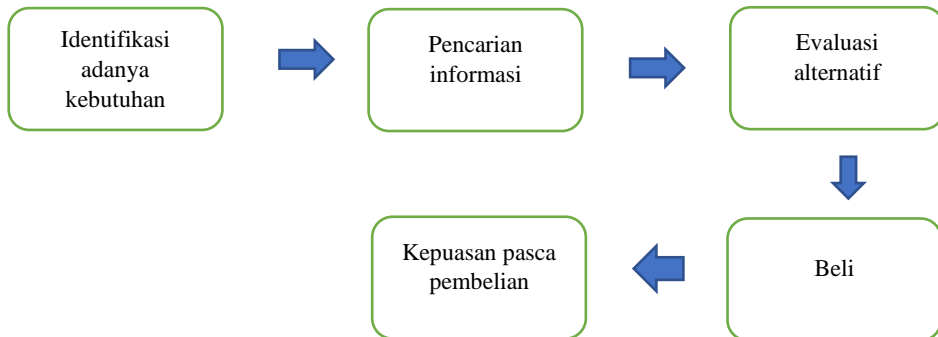 Identifikasi
adanya
kebutuhan
Pencarian
informasi
Evaluasi
alternatif
Beli
Kepuasan pasca
pembelian